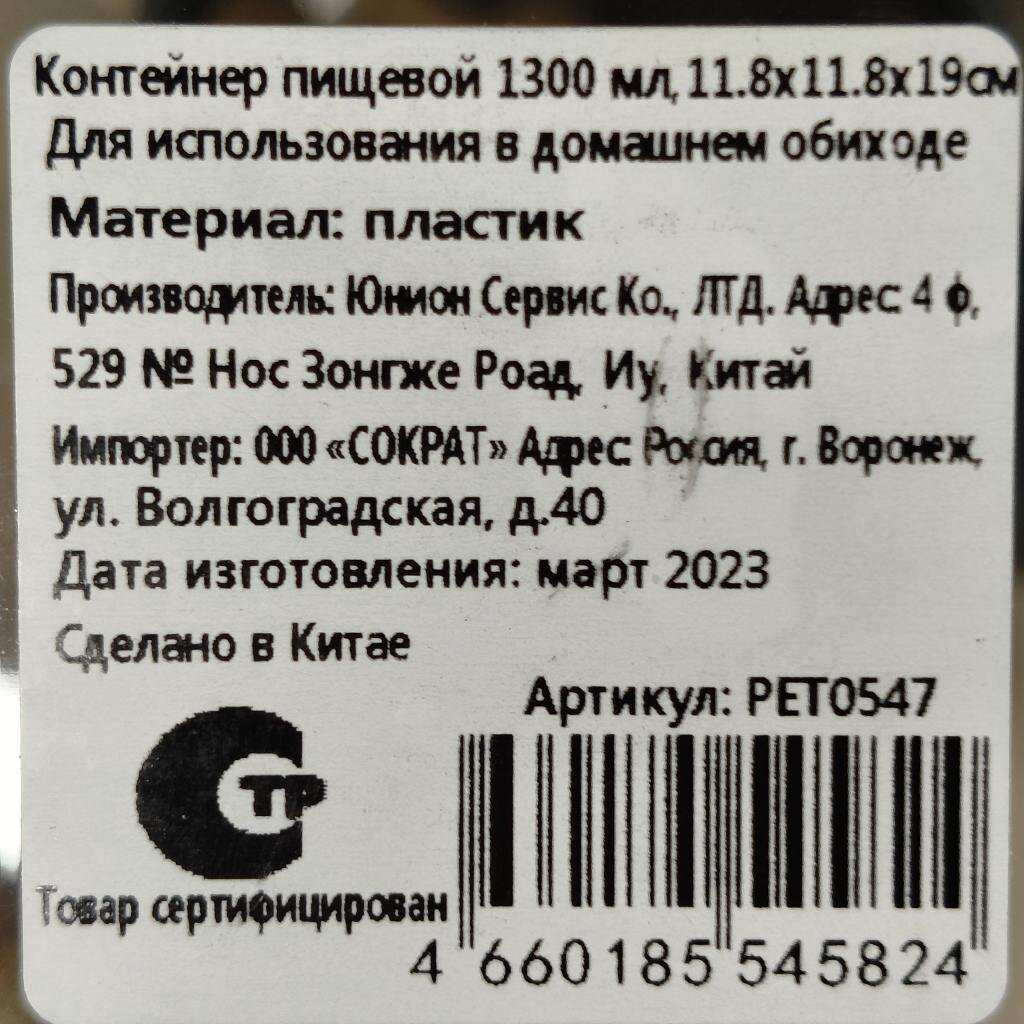 Контейнер пищевой 1300 мл, 11.8х11.8х19см
Для использования в домашнем обиходе
Материал: пластик
Производитель: Юнион Сервис Ко., ЛТД. Адрес: 4 ф,
529 № Нос Зонгже Роад, Иу, Китай
Импортер: ООО «СОКРАТ» Адрес: Россия, г. Воронеж,
ул. Волгоградская, д.40
Дата изготовления: март 2023
Сделано в Китае
Артикул: PET0547
СТР
Товар сертифицирован
4 660185 545824